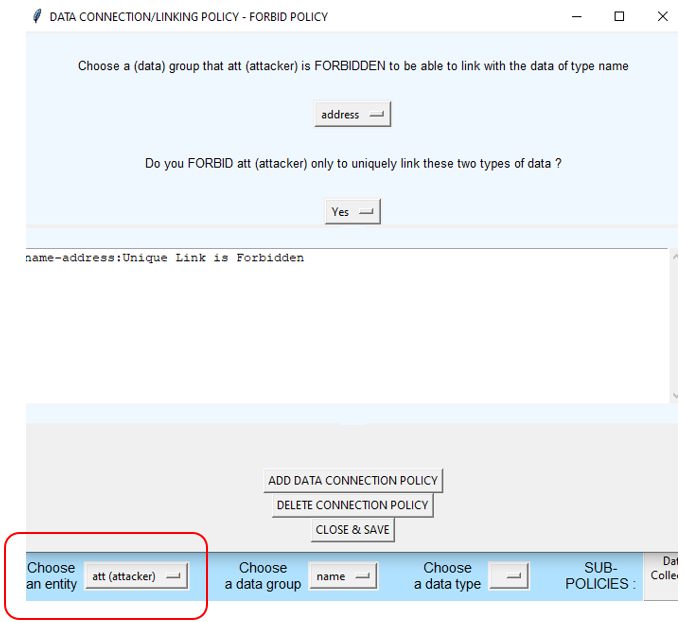 DATA CONNECTION/LINKING POLICY - FORBID POLICY
Choose a (data) group that att (attacker) is FORBIDDEN to be able to link with the data of type name
address
Do you FORBID att (attacker) only to uniquely link these two types of data ?
Yes
name-address:Unique Link is Forbidden
ADD DATA CONNECTION POLICY
DELETE CONNECTION POLICY
CLOSE & SAVE
Choose
an entity
att (attacker)
Choose
a data group
name
Choose
a data type
SUB-
POLICIES :